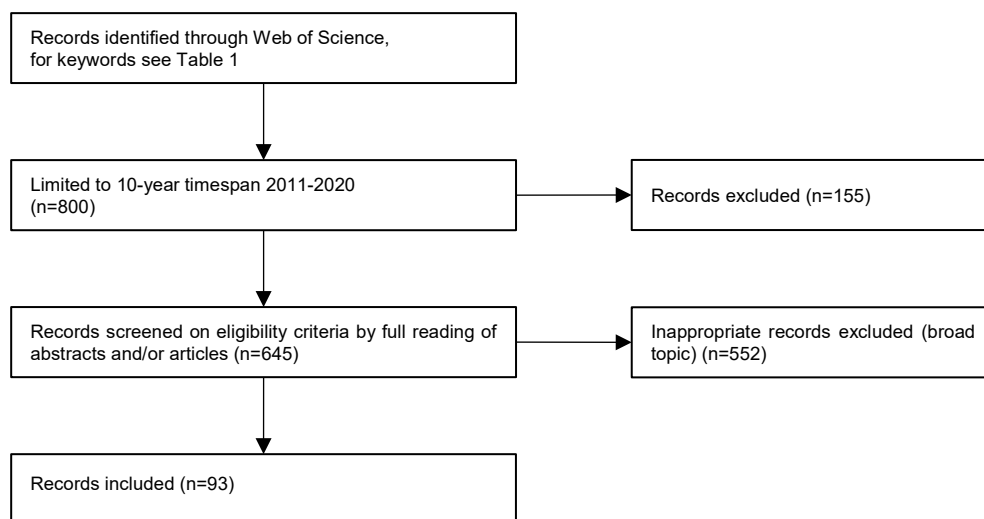 Records identified through Web of Science,
for keywords see Table 1
Limited to 10-year timespan 2011-2020
(n=800)
Records excluded (n=155)
Records screened on eligibility criteria by full reading of
abstracts and/or articles (n=645)
Inappropriate records excluded (broad
topic) (n=552)
Records included (n=93)